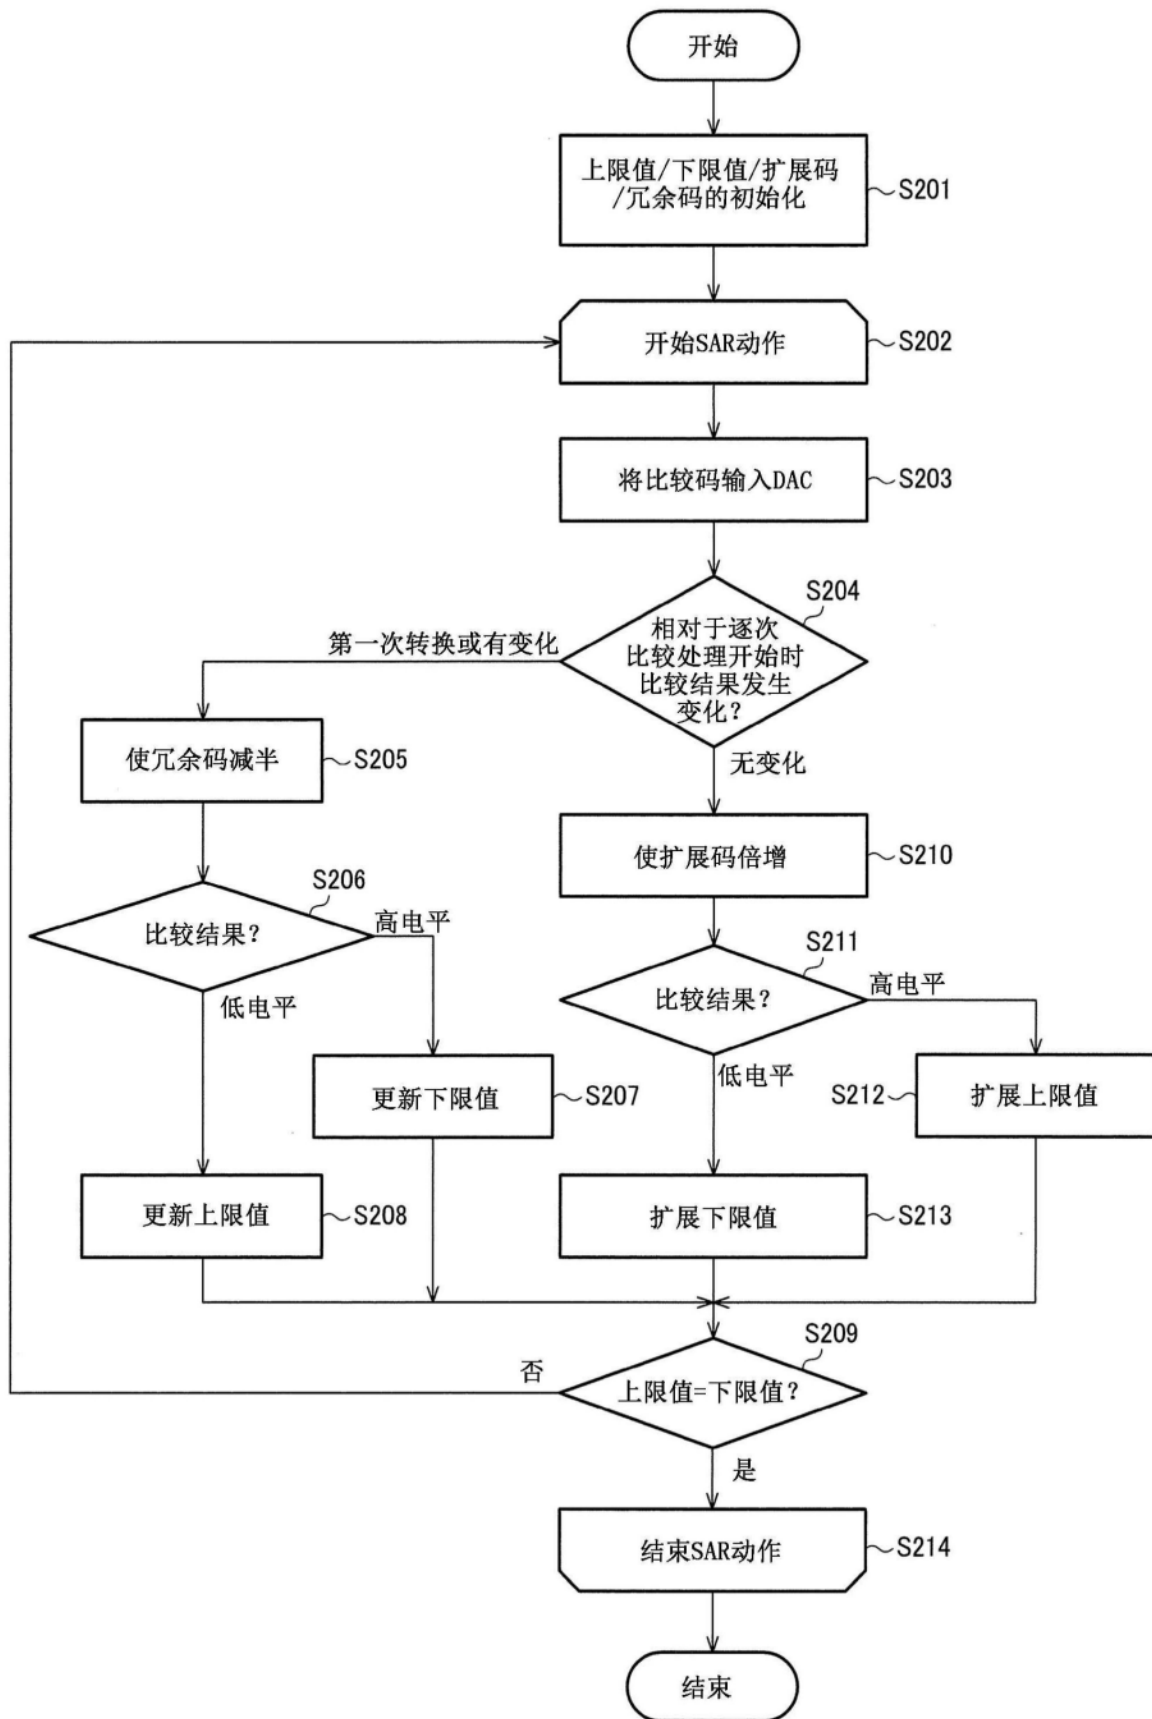 开始
上限值/下限值/扩展码
/冗余码的初始化
S201
开始SAR动作
S202
将比较码输入DAC
S203
S204
相对于逐次
比较处理开始时
比较结果发生
变化？
第一次转换或有变化
无变化
使冗余码减半
S205
使扩展码倍增
S210
S206
比较结果？
高电平
低电平
S211
比较结果？
高电平
低电平
更新下限值
S207
S212
扩展上限值
更新上限值
S208
扩展下限值
S213
S209
上限值=下限值？
否
是
结束SAR动作
S214
结束